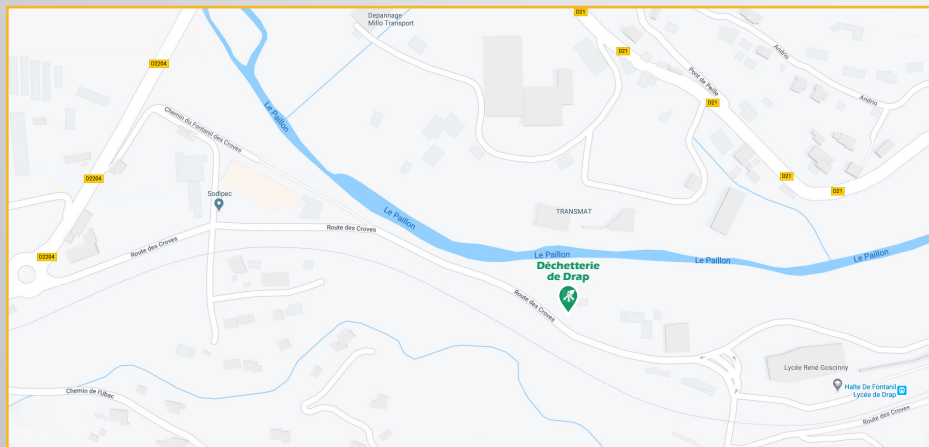 D21
Depannage
Millo Transport
D21
Andrio
D2204
Pont de Peille
D21
Andrio
Le Paillon
Chemin du Fontanil des Croves
D2204
D21
D21
Sodipec
Le Paillon
TRANSMAT
Route des Croves
Route des Croves
D2204
Le Paillon
Le Paillon
Le Paillon
Déchetterie
de Drap
Route des Croves
Lycée René Goscinny
Chemin de l'Ubac
Halte De Fontanil
Lycée de Drap
Route des Croves